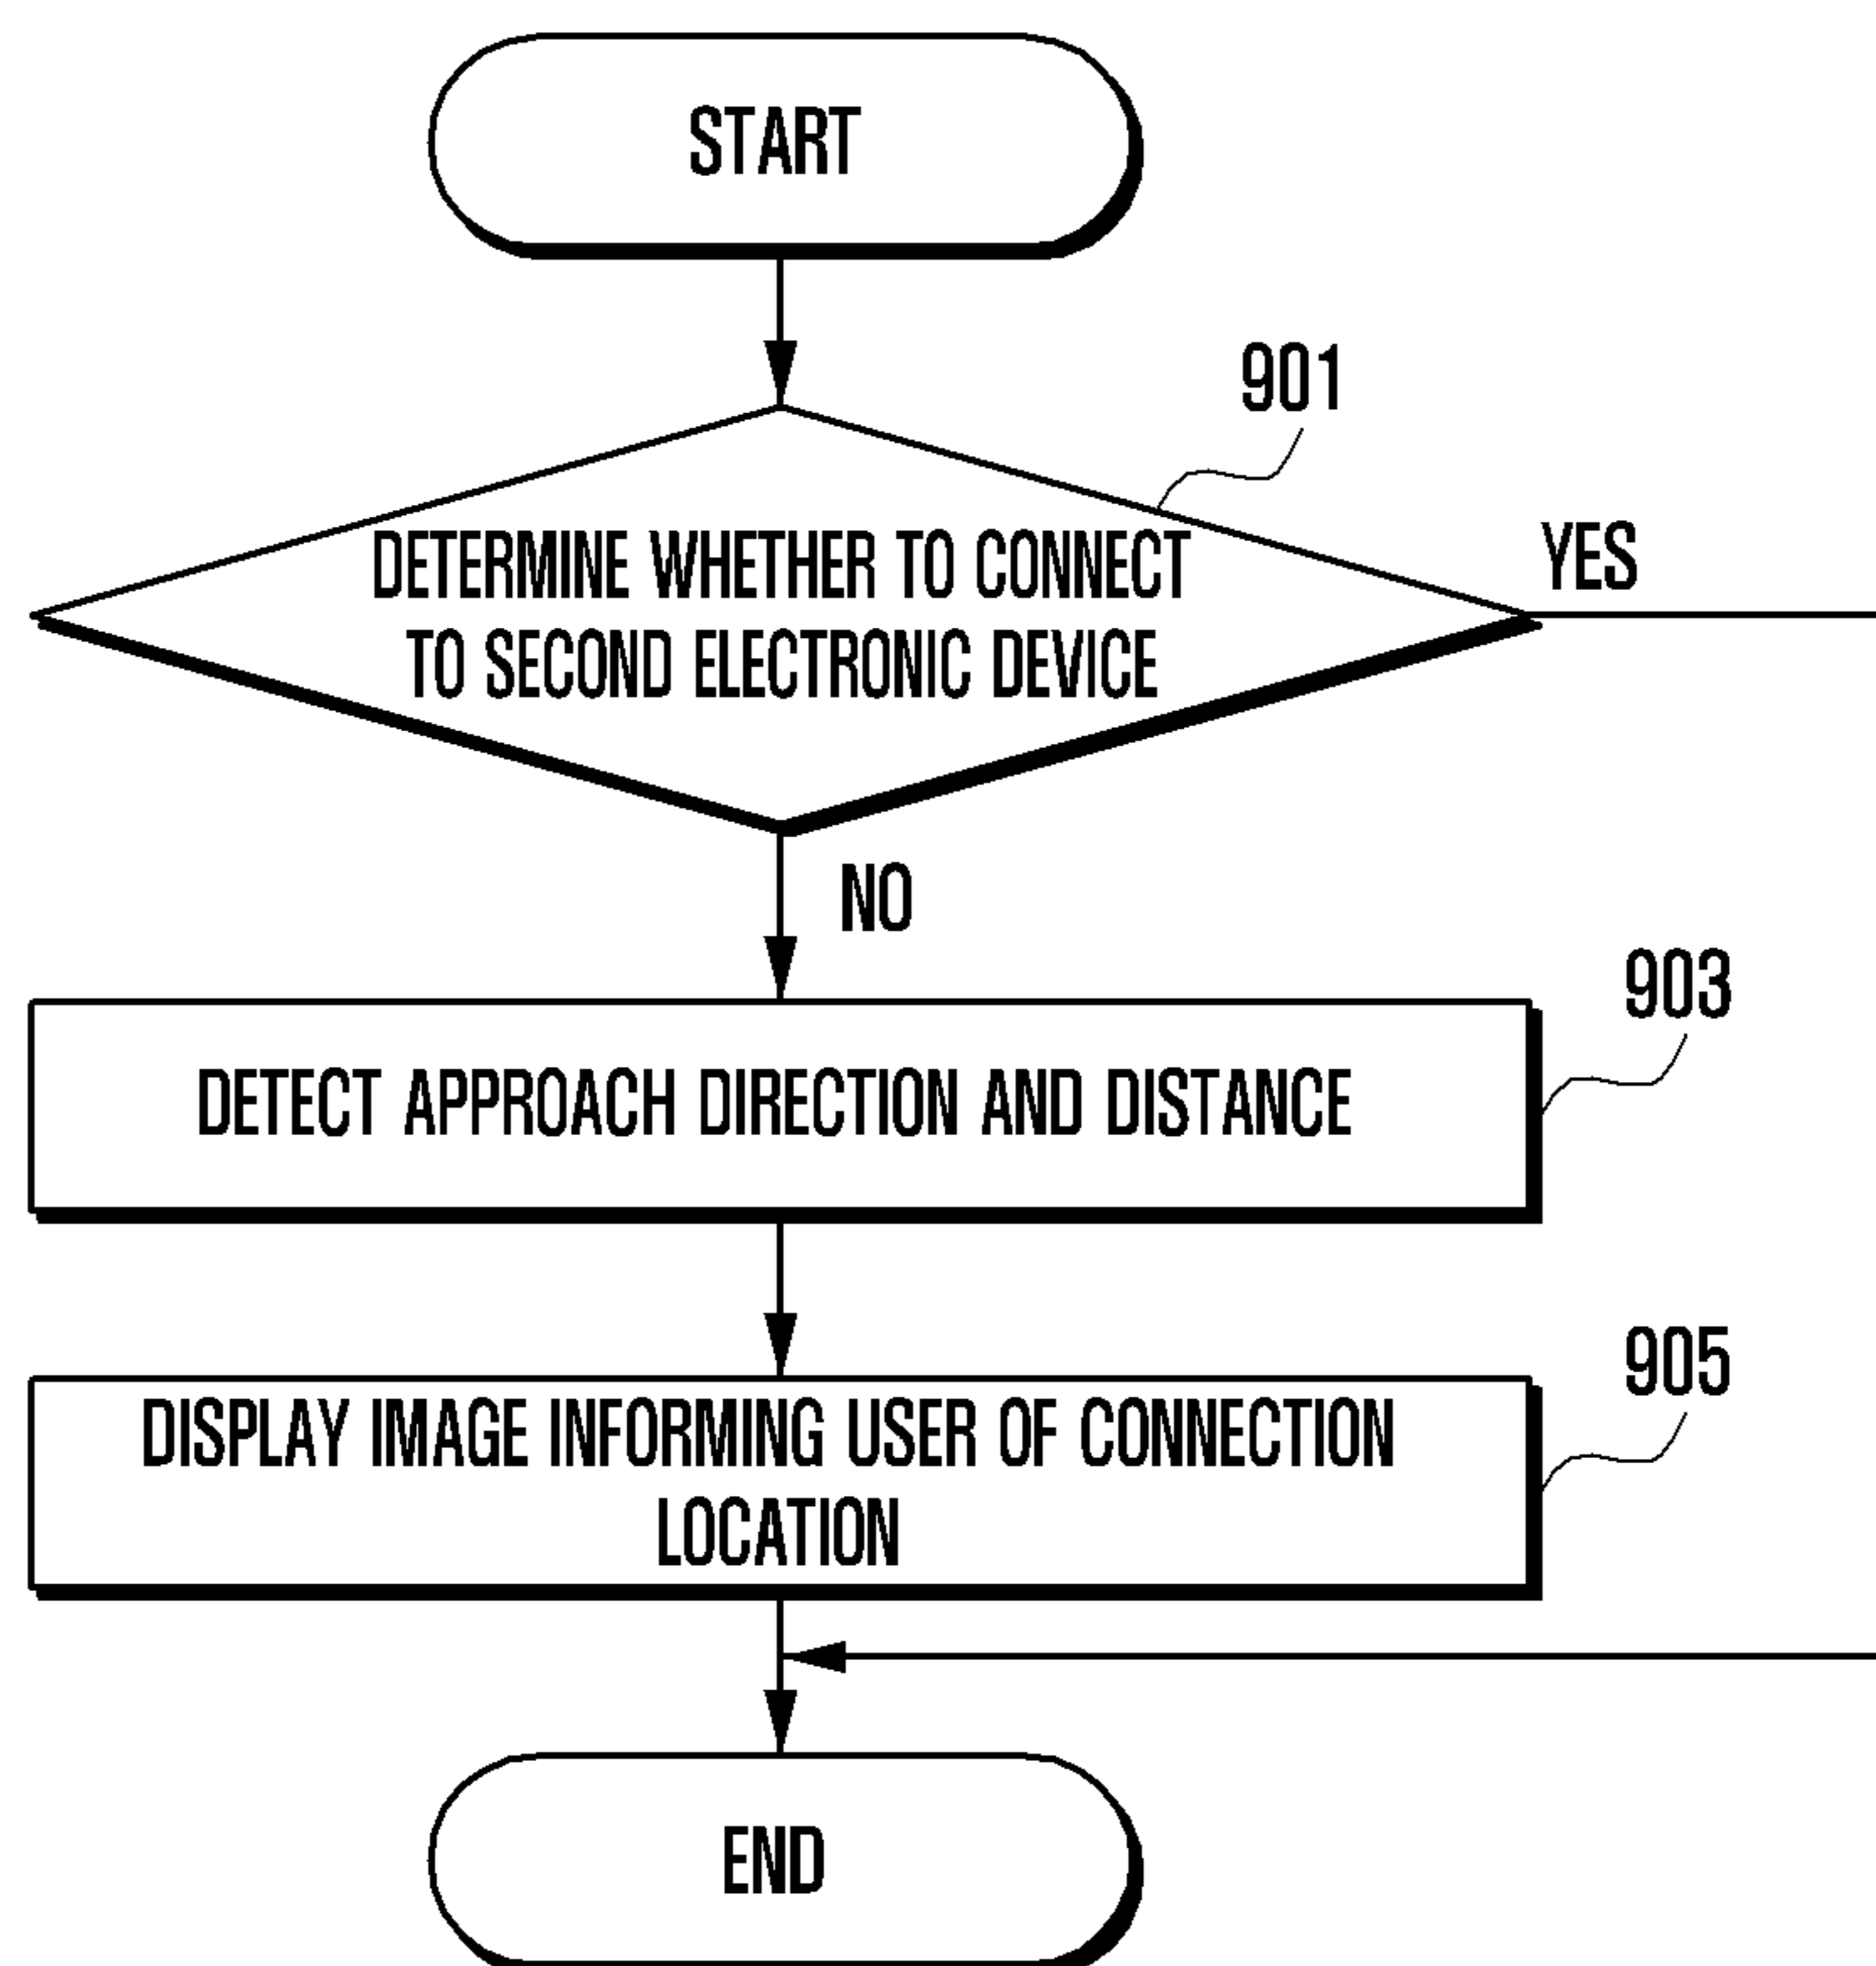 START
901
DETERMINE WHETHER TO CONNECT
TO SECOND ELECTRONIC DEVICE
YES
NO
903
DETECT APPROACH DIRECTION AND DISTANCE
905
DISPLAY IMAGE INFORMING USER OF CONNECTION
LOCATION
END